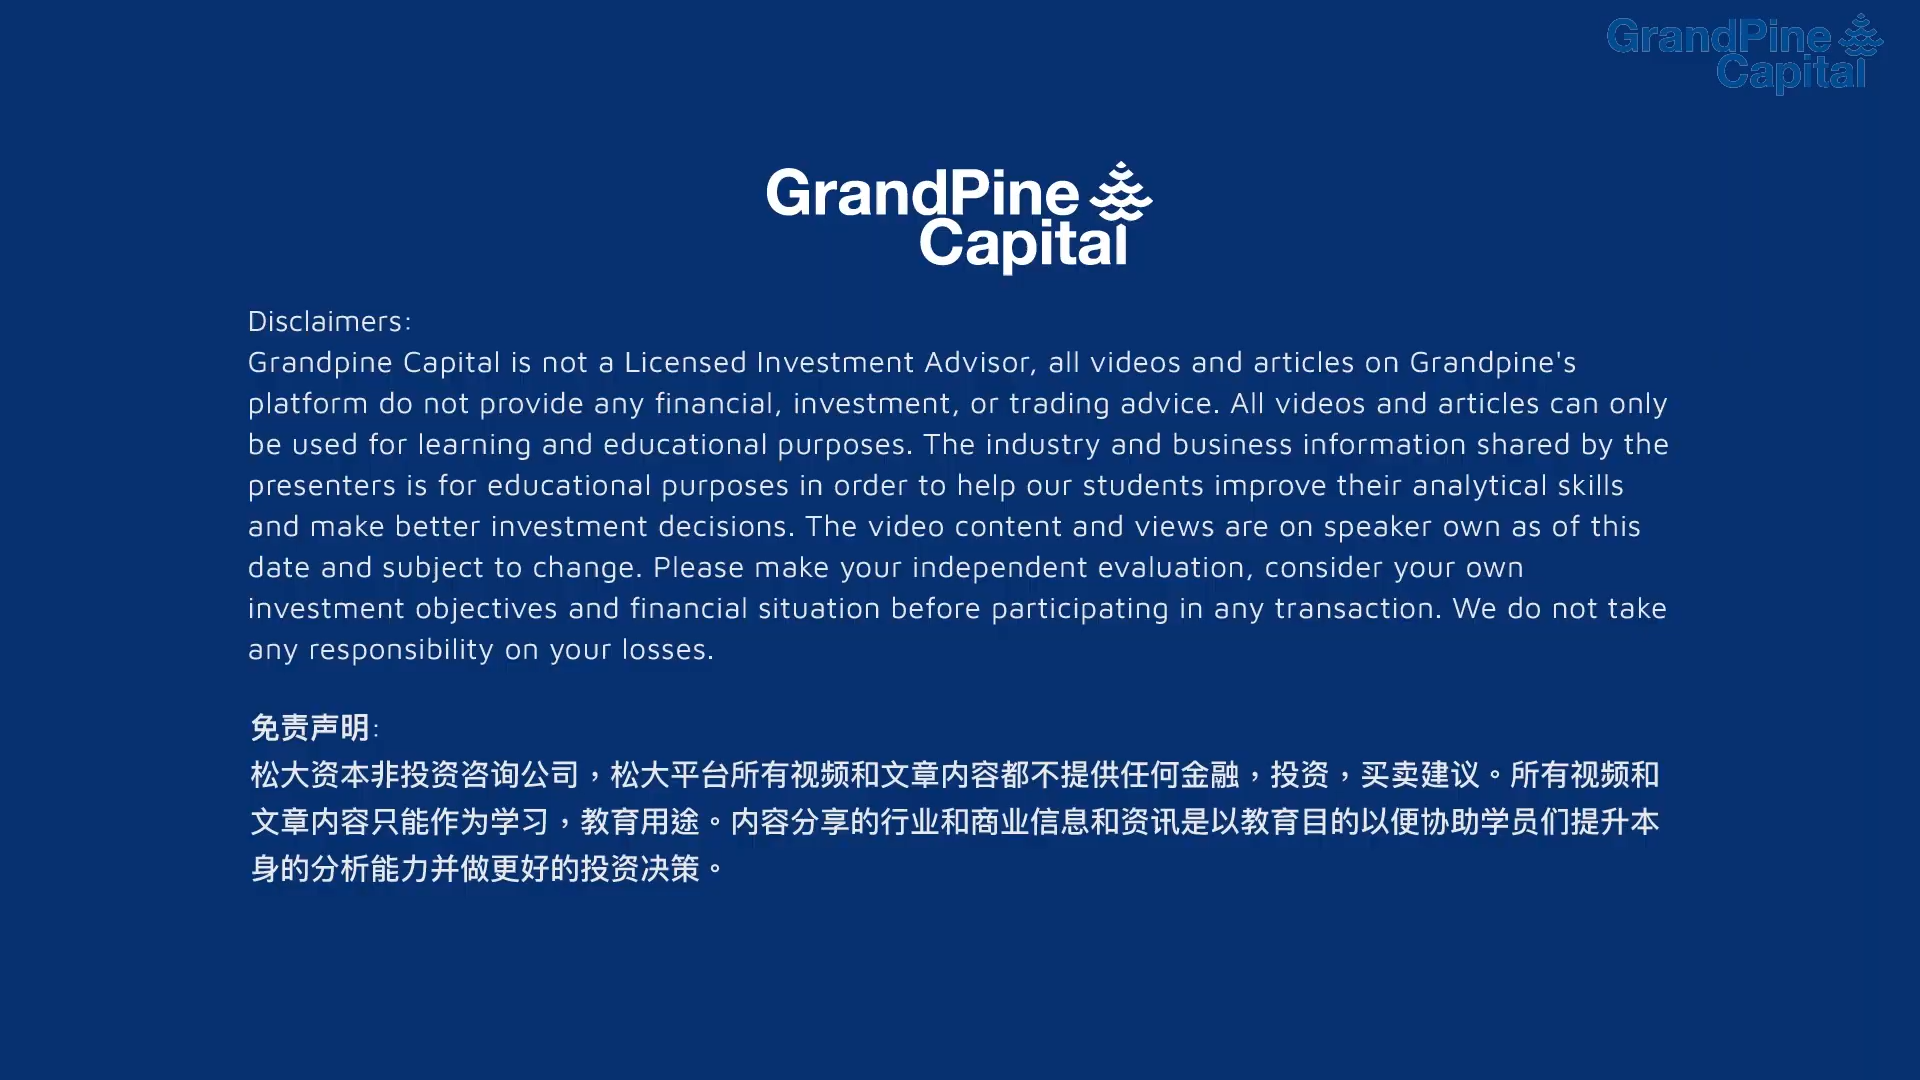 GrandPine
Capital
GrandPine
Capital
Disclaimers:
Grandpine Capital is not a Licensed Investment Advisor, all videos and articles on Grandpine's
platform do not provide any financial, investment, or trading advice. All videos and articles can only
be used for learning and educational purposes. The industry and business information shared by the
presenters is for educational purposes in order to help our students improve their analytical skills
and make better investment decisions. The video content and views are on speaker own as of this
date and subject to change. Please make your independent evaluation, consider your own
investment objectives and financial situation before participating in any transaction. We do not take
any responsibility on your losses.
免责声明:
松大资本非投资咨询公司，松大平台所有视频和文章内容都不提供任何金融，投资，买卖建议。所有视频和
文章内容只能作为学习，教育用途。内容分享的行业和商业信息和资讯是以教育目的以便协助学员们提升本
身的分析能力并做更好的投资决策。